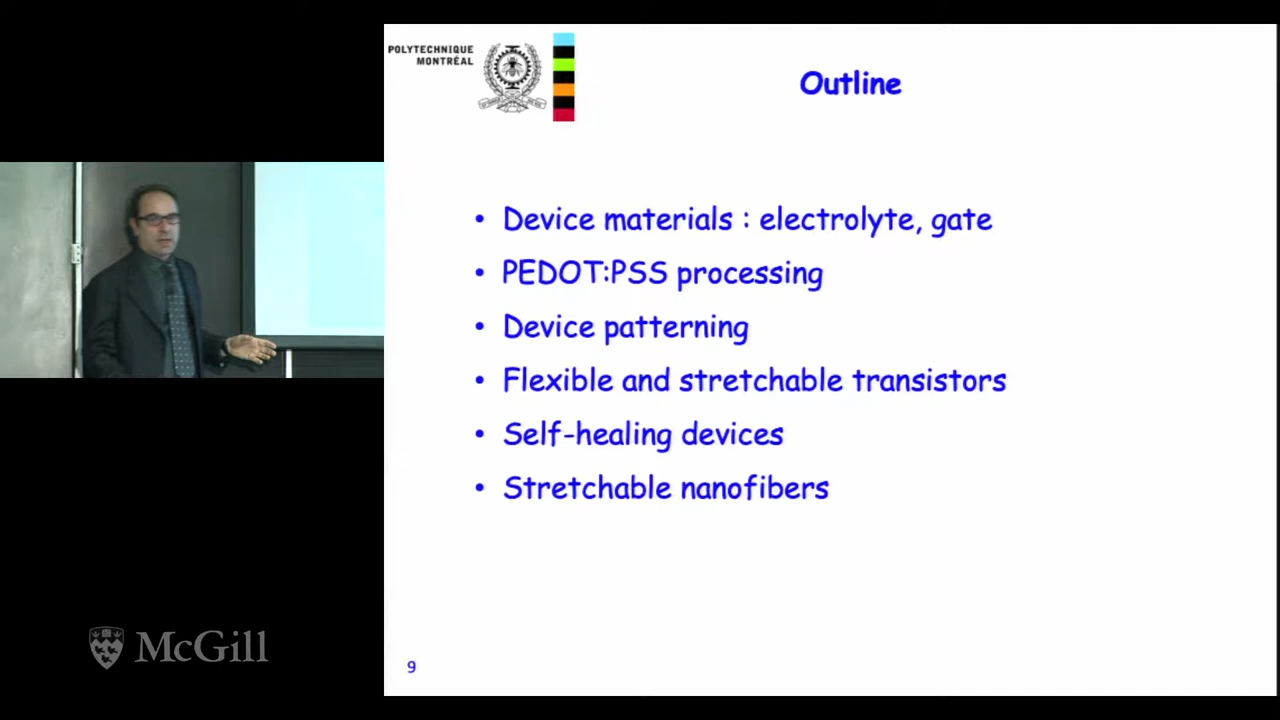 POLYTECHNIQUE
MONTRÉAL
Outline
• Device materials : electrolyte, gate
• PEDOT:PSS processing
• Device patterning
• Flexible and stretchable transistors
• Self-healing devices
• Stretchable nanofibers
McGill
9